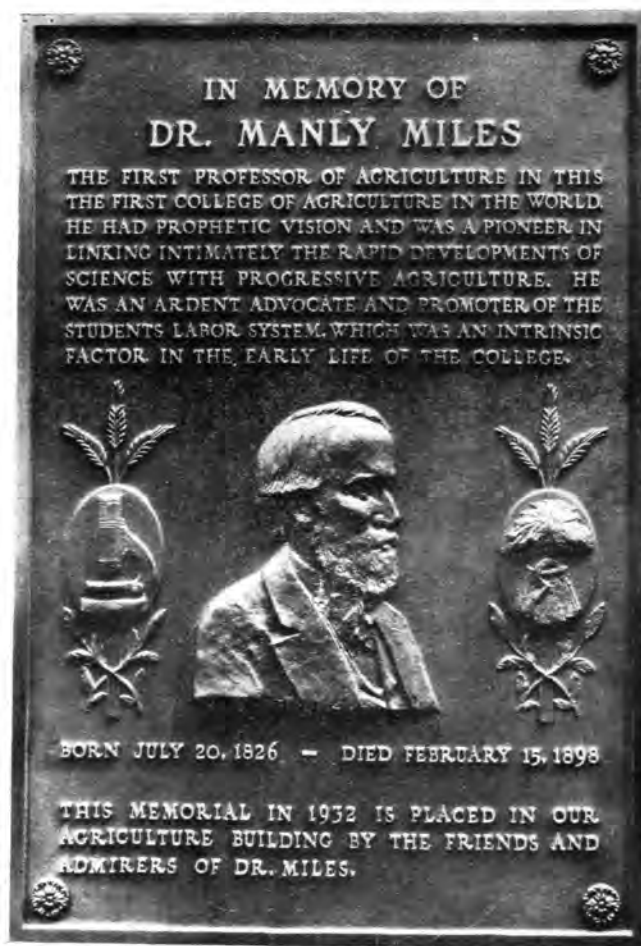 IN MEMORY OF
DR. MANLY MILES
THE FIRST PROFESSOR OF AGRICULTURE IN THIS
THE FIRST COLLEGE OF AGRICULTURE IN THE WORLD.
HE HAD PROPHETIC VISION AND WAS A PIONEER IN
LINKING INTIMATELY THE RAPID DEVELOPMENTS OF
SCIENCE WITH PROGRESSIVE AGRICULTURE. HE
WAS AN ARDENT ADVOCATE AND PROMOTER OF THE
STUDENTS LABOR SYSTEM, WHICH WAS AN INTRINSIC
FACTOR IN THE EARLY LIFE OF THE COLLEGE.
BORN JULY 20, 1826 – DIED FEBRUARY 15, 1898
THIS MEMORIAL IN 1932 IS PLACED IN OUR
AGRICULTURE BUILDING BY THE FRIENDS AND
ADMIRERS OF DR. MILES.